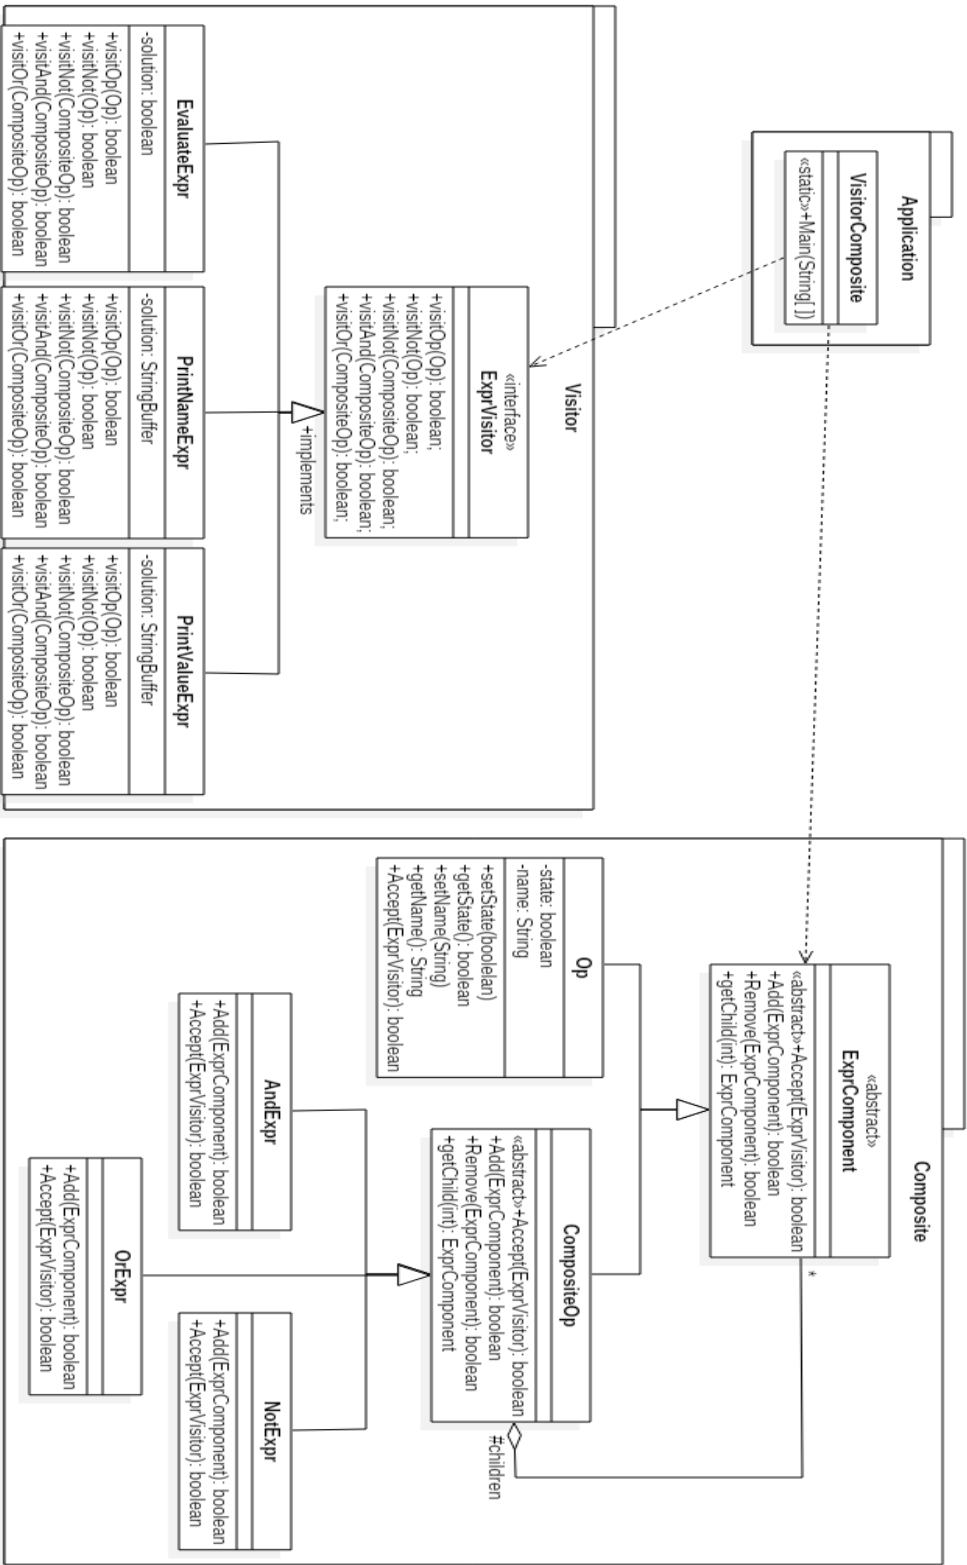 Application
VisitorComposite
«static»+Main(String[ ])
Visitor
«interface»
ExprVisitor
+visitOp(Op): boolean;
+visitNot(Op): boolean;
+visitNot(CompositeOp): boolean;
+visitAnd(CompositeOp): boolean;
+visitOr(CompositeOp): boolean;
+implements
EvaluateExpr
-solution: boolean
+visitOp(Op): boolean
+visitNot(Op): boolean
+visitNot(CompositeOp): boolean
+visitAnd(CompositeOp): boolean
+visitOr(CompositeOp): boolean
PrintNameExpr
-solution: StringBuffer
+visitOp(Op): boolean
+visitNot(Op): boolean
+visitNot(CompositeOp): boolean
+visitAnd(CompositeOp): boolean
+visitOr(CompositeOp): boolean
PrintValueExpr
-solution: StringBuffer
+visitOp(Op): boolean
+visitNot(Op): boolean
+visitNot(CompositeOp): boolean
+visitAnd(CompositeOp): boolean
+visitOr(CompositeOp): boolean
Composite
«abstract»
ExprComponent
«abstract»+Accept(ExprVisitor): boolean
+Add(ExprComponent): boolean
+Remove(ExprComponent): boolean
+getChild(int): ExprComponent
*
Op
-state: boolean
-name: String
+setState(boolelan)
+getState(): boolean
+setName(String)
+getName(): String
+Accept(ExprVisitor): boolean
CompositeOp
«abstract»+Accept(ExprVisitor): boolean
+Add(ExprComponent): boolean
+Remove(ExprComponent): boolean
+getChild(int): ExprComponent
#children
AndExpr
+Add(ExprComponent): boolean
+Accept(ExprVisitor): boolean
OrExpr
+Add(ExprComponent): boolean
+Accept(ExprVisitor): boolean
NotExpr
+Add(ExprComponent): boolean
+Accept(ExprVisitor): boolean